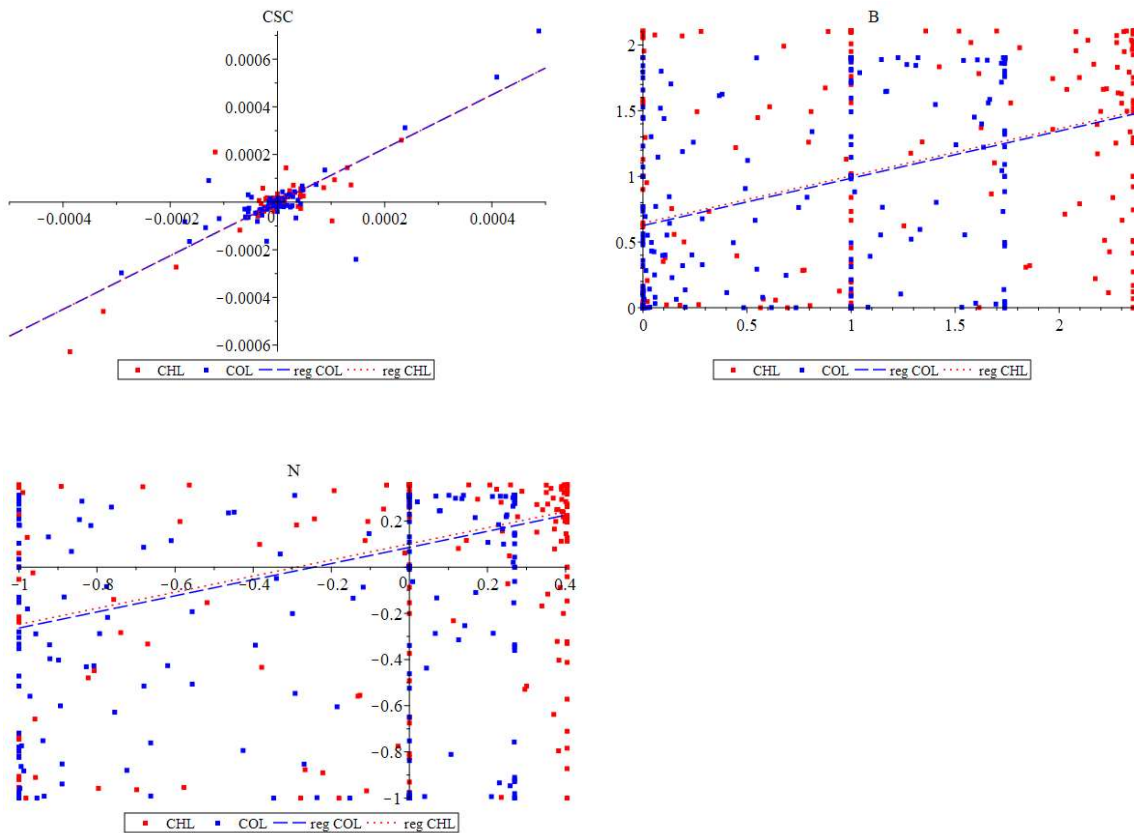 CSC
0.0006
0.0004
0.0002
-0.0004
-0.0002
0
0.0002
0.0004
-0.0002
-0.0004
-0.0006
CHL COL reg COL reg CHL
B
2
1.5
1
0.5
0
0 0.5 1 1.5 2
CHL COL reg COL reg CHL
N
0.2
-1 -0.8 -0.6 -0.4 -0.2 0 0.2 0.4
-0.2
-0.4
-0.6
-0.8
-1
CHL COL reg COL reg CHL